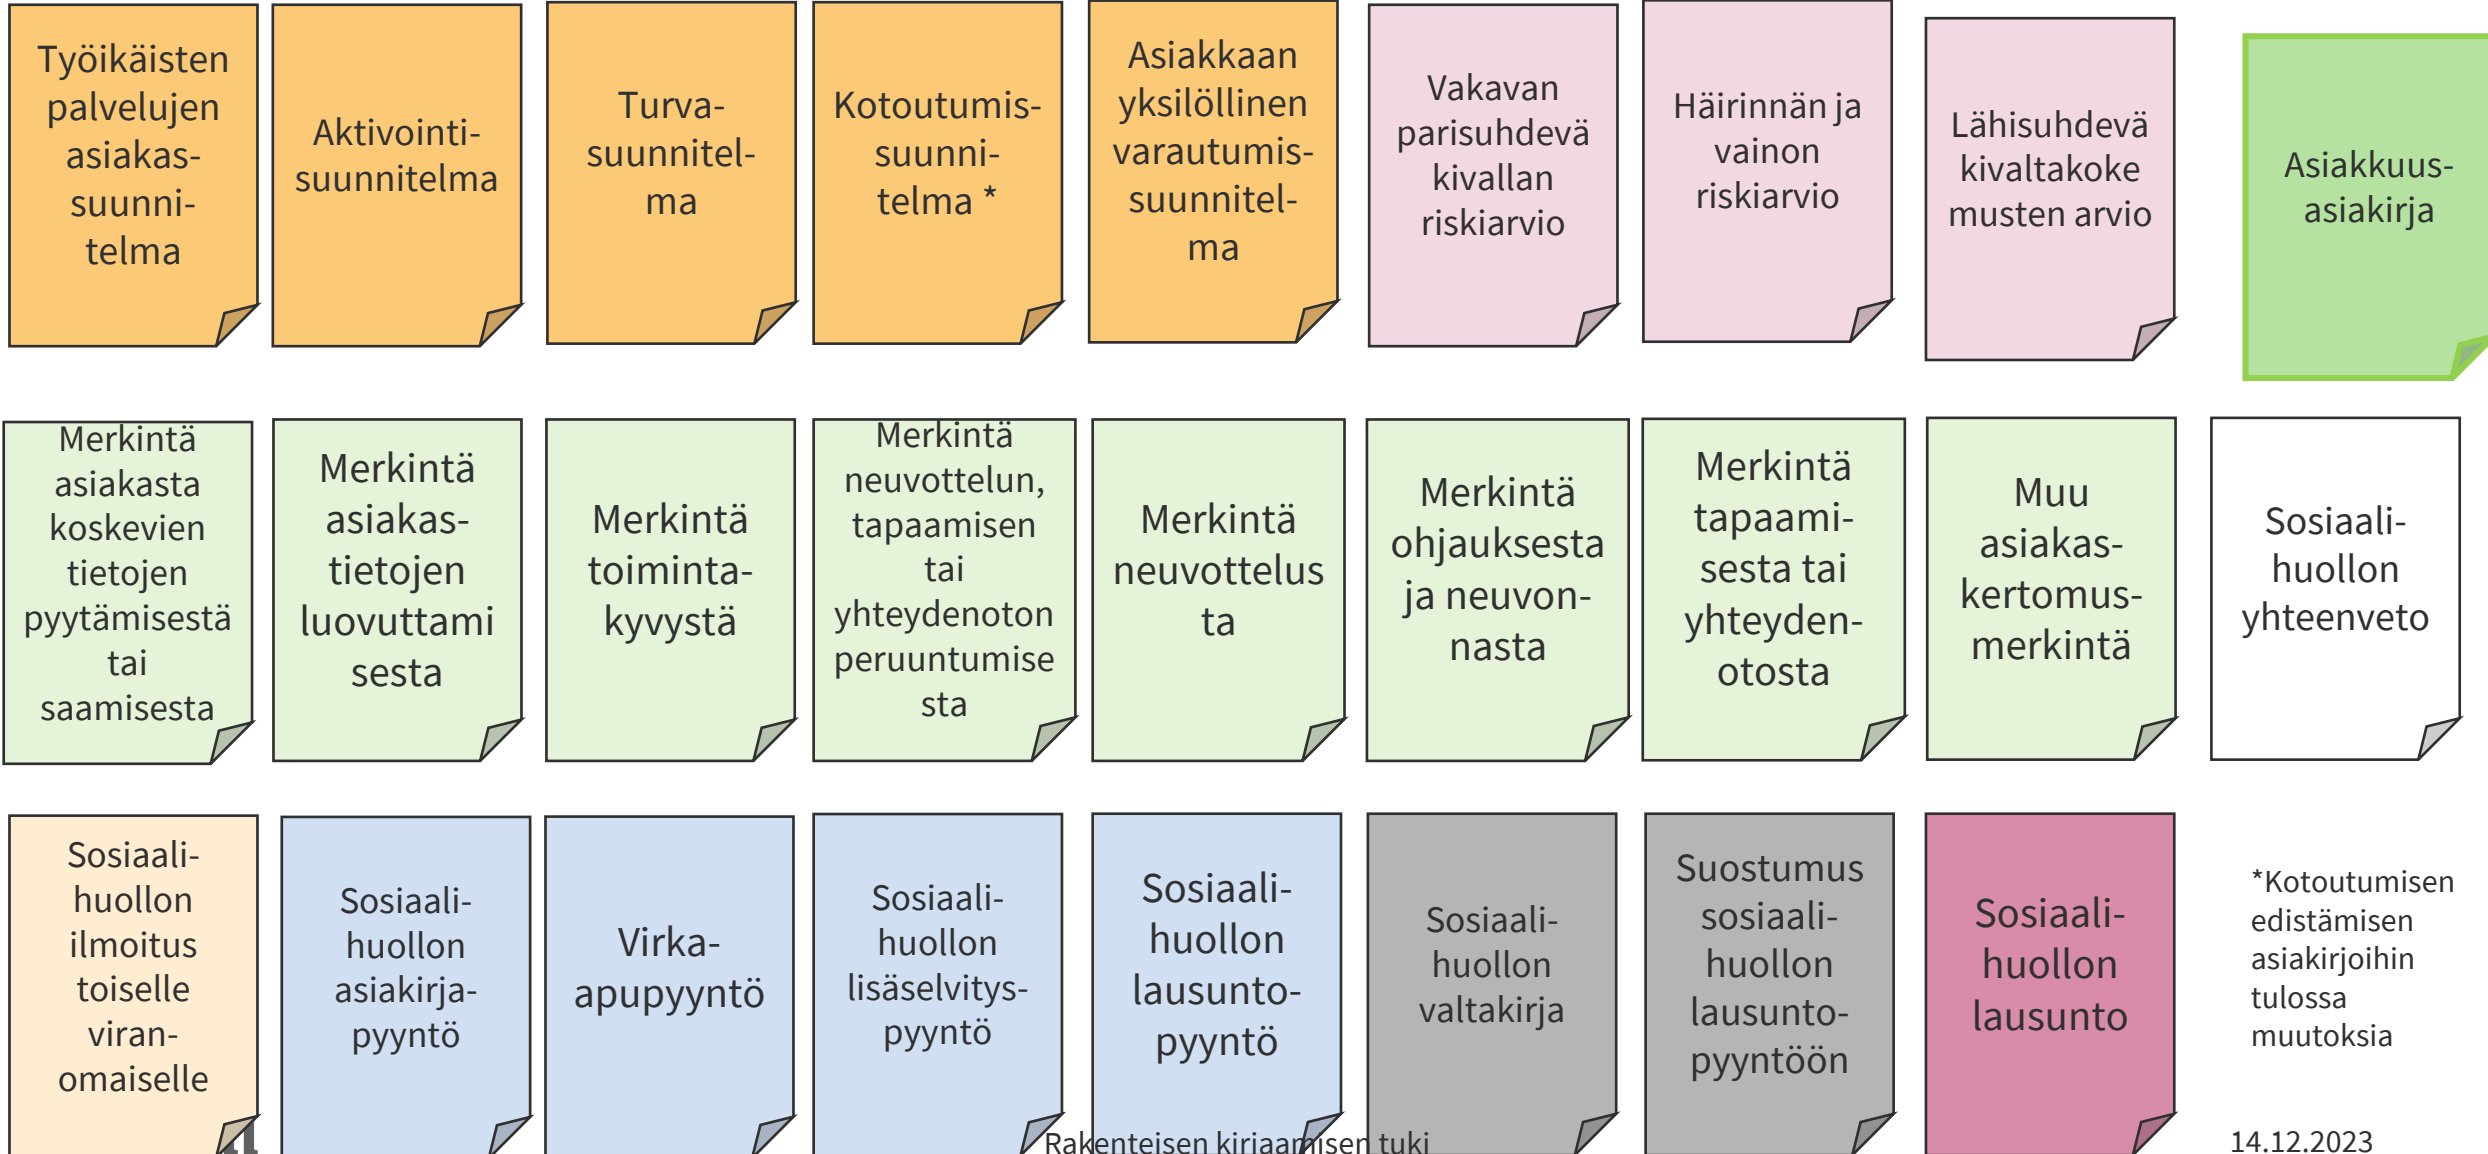 Työikäisten
palvelujen
asiakas-
suunni-
telma
Aktivointi-
suunnitelma
Turva-
suunnitel-
ma
Kotoutumis-
suunni-
telma *
Asiakkaan
yksilöllinen
varautumis-
suunnitel-
ma
Vakavan
parisuhdevä
kivallan
riskiarvio
Häirinnän ja
vainon
riskiarvio
Lähisuhdevä
kivaltakoke
musten arvio
Asiakkuus-
asiakirja
Merkintä
asiakasta
koskevien
tietojen
pyytämisestä
tai
saamisesta
Merkintä
asiakas-
tietojen
luovuttami
sesta
Merkintä
toiminta-
kyvystä
Merkintä
neuvottelun,
tapaamisen
tai
yhteydenoton
peruuntumise
sta
Merkintä
neuvottelus
ta
Merkintä
ohjauksesta
ja neuvon-
nasta
Merkintä
tapaami-
sesta tai
yhteyden-
otosta
Muu
asiakas-
kertomus-
merkintä
Sosiaali-
huollon
yhteenveto
Sosiaali-
huollon
ilmoitus
toiselle
viran-
omaiselle
Sosiaali-
huollon
asiakirja-
pyyntö
Virka-
apupyyntö
Sosiaali-
huollon
lisäselvitys-
pyyntö
Sosiaali-
huollon
lausunto-
pyyntö
Sosiaali-
huollon
valtakirja
Suostumus
sosiaali-
huollon
lausunto-
pyyntöön
Sosiaali-
huollon
lausunto
*Kotoutumisen
edistämisen
asiakirjoihin
tulossa
muutoksia
Rakenteisen kirjaamisen tuki
14.12.2023